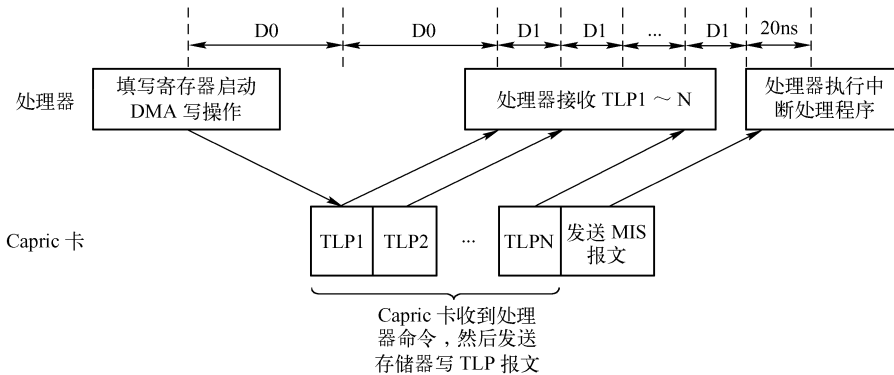 D0
D0
D1
D1
...
D1
20ns
处理器
填写寄存器启动
DMA 写操作
处理器接收 TLP1 ～ N
处理器执行中
断处理程序
Capric 卡
TLP1
TLP2
...
TLPN
发送 MIS
报文
Capric 卡收到处理
器命令，然后发送
存储器写 TLP 报文